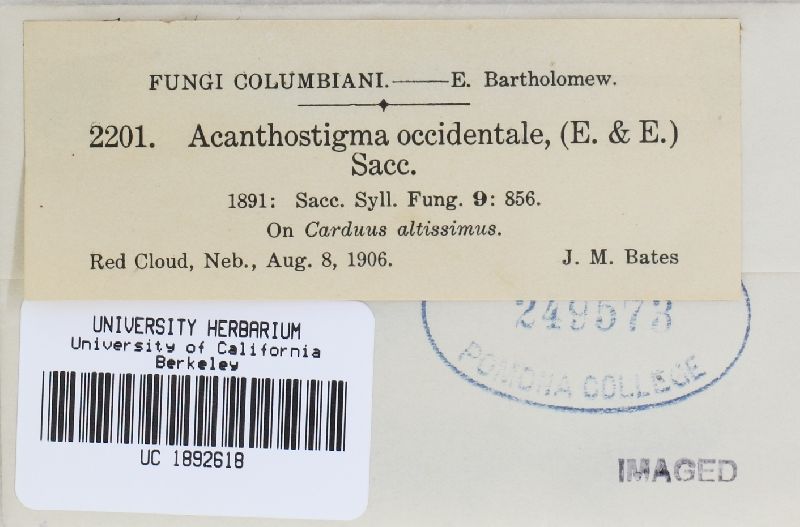 FUNGI COLUMBIANI.——E. Bartholomew.
2201. Acanthostigma occidentale, (E. & E.)
Sacc.
1891: Sacc. Syll. Fung. 9: 856.
On Carduus altissimus.
Red Cloud, Neb., Aug. 8, 1906. J. M. Bates
249573
POMONA COLLEGE
UNIVERSITY HERBARIUM
University of California
Berkeley
UC 1892618
IMAGED